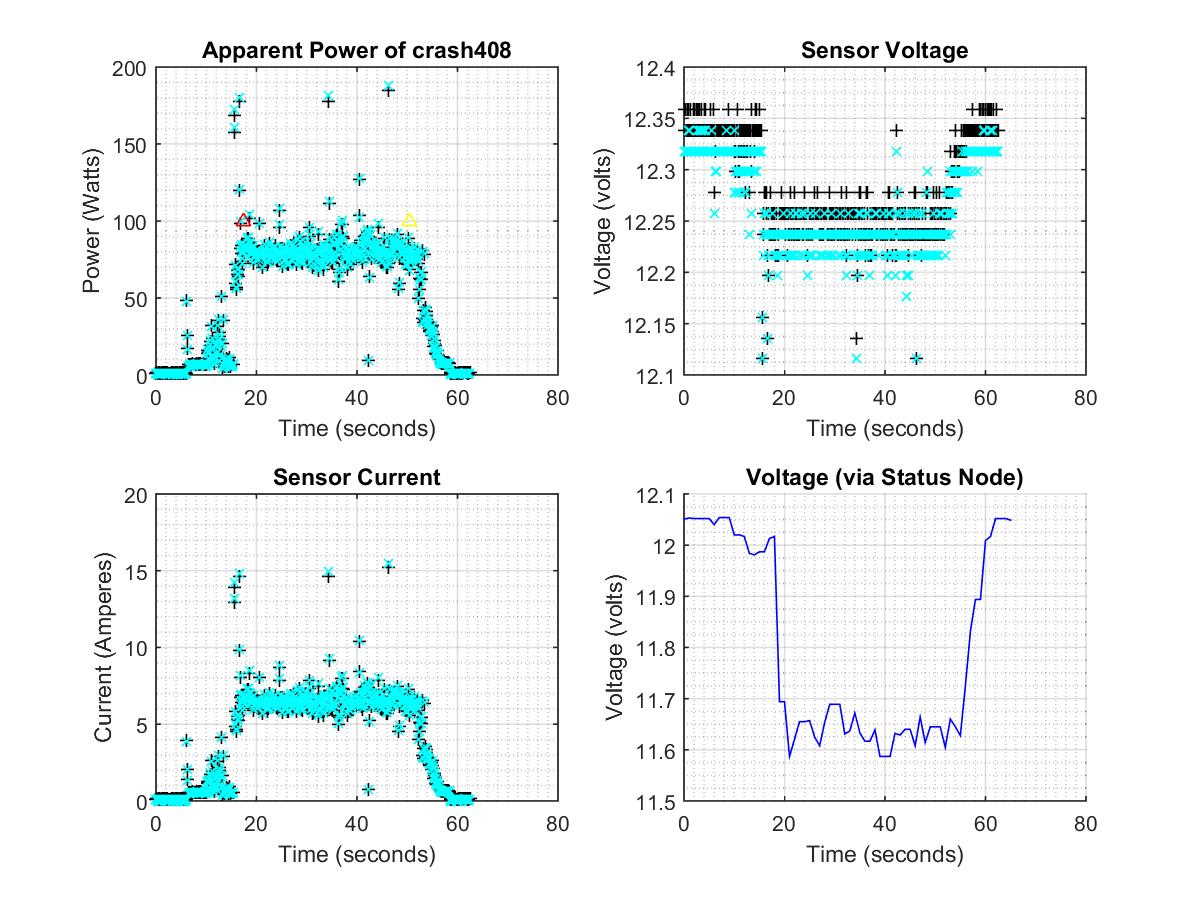 Apparent Power of crash408
200
150
100
50
0
Power (Watts)
0 20 40 60 80
Time (seconds)
Sensor Voltage
12.4
12.35
12.3
12.25
12.2
12.15
12.1
Voltage (volts)
0 20 40 60 80
Time (seconds)
Sensor Current
20
15
10
5
0
Current (Amperes)
0 20 40 60 80
Time (seconds)
Voltage (via Status Node)
12.1
12
11.9
11.8
11.7
11.6
11.5
Voltage (volts)
0 20 40 60 80
Time (seconds)